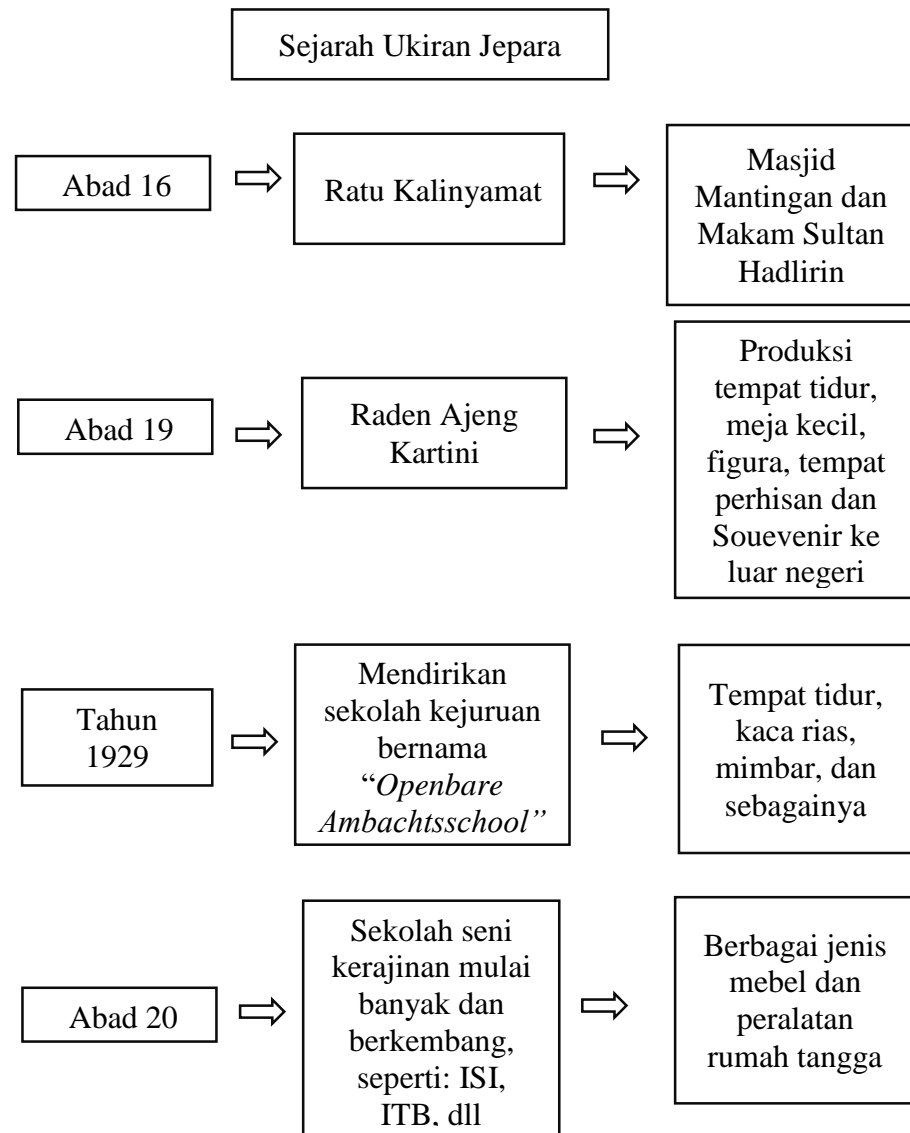 Sejarah Ukiran Jepara
Abad 16
Ratu Kalinyamat
Masjid
Mantingan dan
Makam Sultan
Hadlirin
Abad 19
Raden Ajeng
Kartini
Produksi
tempat tidur,
meja kecil,
figura, tempat
perhisan dan
Souevenir ke
luar negeri
Tahun
1929
Mendirikan
sekolah kejuruan
bernama
“Openbare
Ambachtsschool”
Tempat tidur,
kaca rias,
mimbar, dan
sebagainya
Abad 20
Sekolah seni
kerajinan mulai
banyak dan
berkembang,
seperti: ISI,
ITB, dll
Berbagai jenis
mebel dan
peralatan
rumah tangga